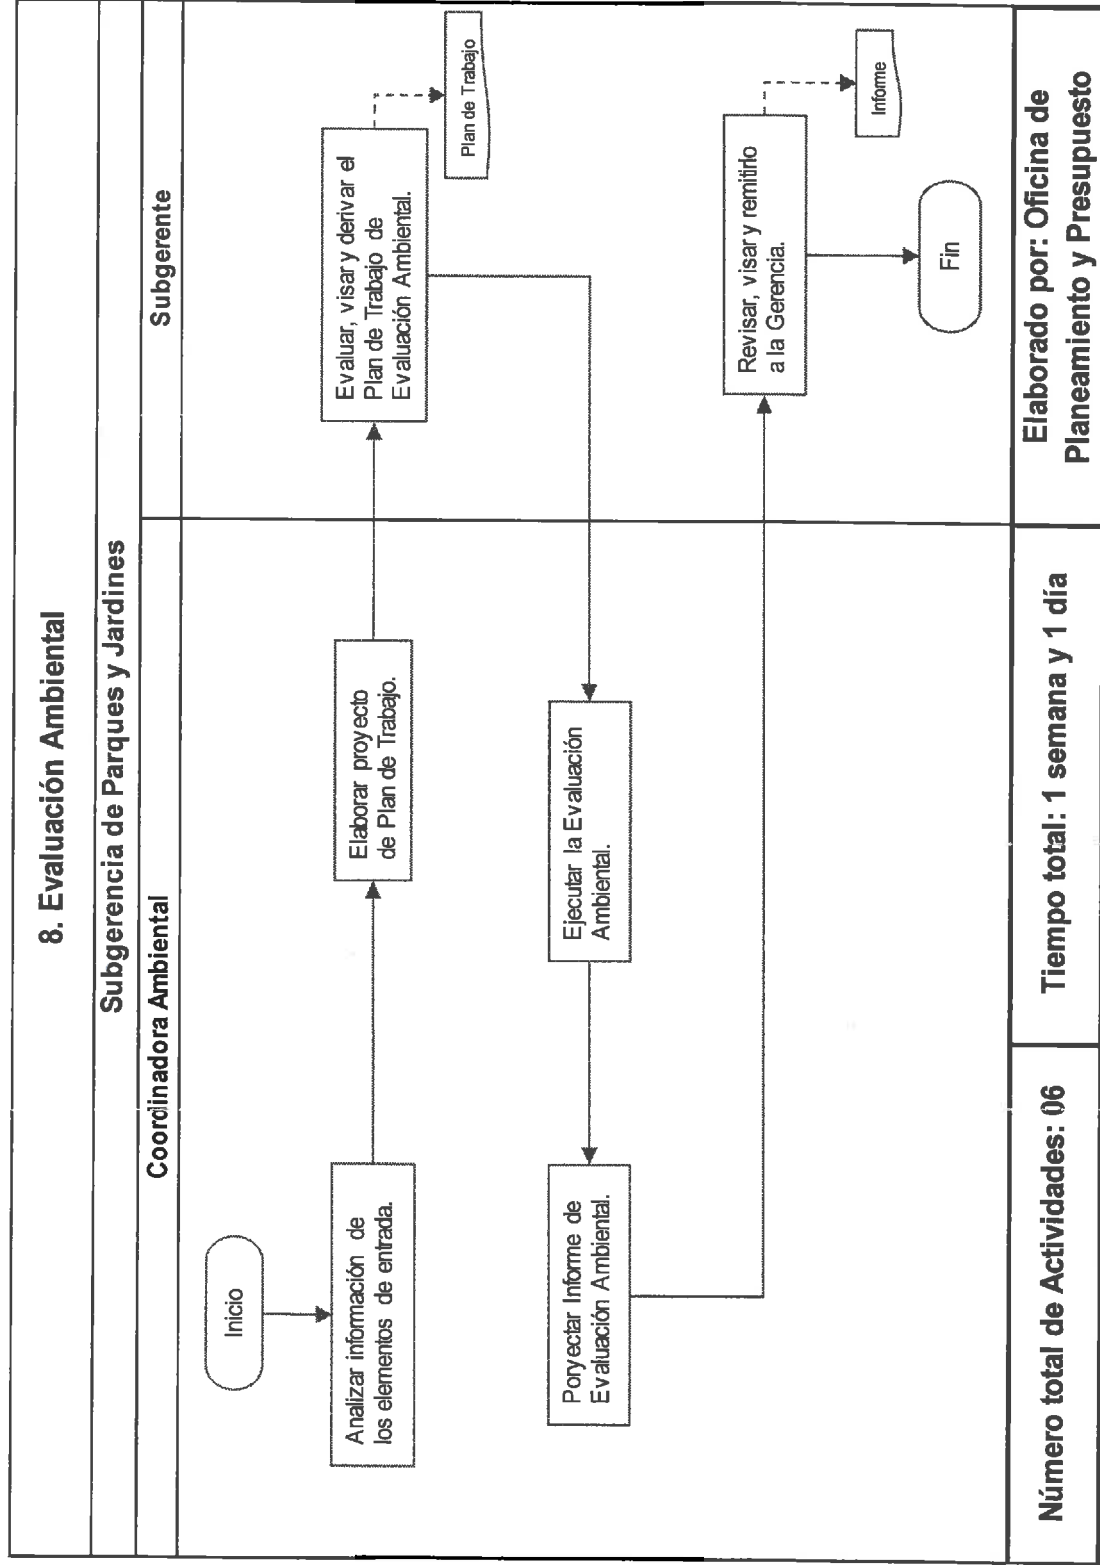 8. Evaluación Ambiental
Subgerencia de Parques y Jardines
Coordinadora Ambiental
Subgerente
Inicio
Analizar información de
los elementos de entrada.
Elaborar proyecto
de Plan de Trabajo.
Evaluar, visar y derivar el
Plan de Trabajo de
Evaluación Ambiental.
Plan de Trabajo
Ejecutar la Evaluación
Ambiental.
Poryectar Informe de
Evaluación Ambiental.
Revisar, visar y remitirlo
a la Gerencia.
Informe
Fin
Número total de Actividades: 06
Tiempo total: 1 semana y 1 día
Elaborado por: Oficina de
Planeamiento y Presupuesto